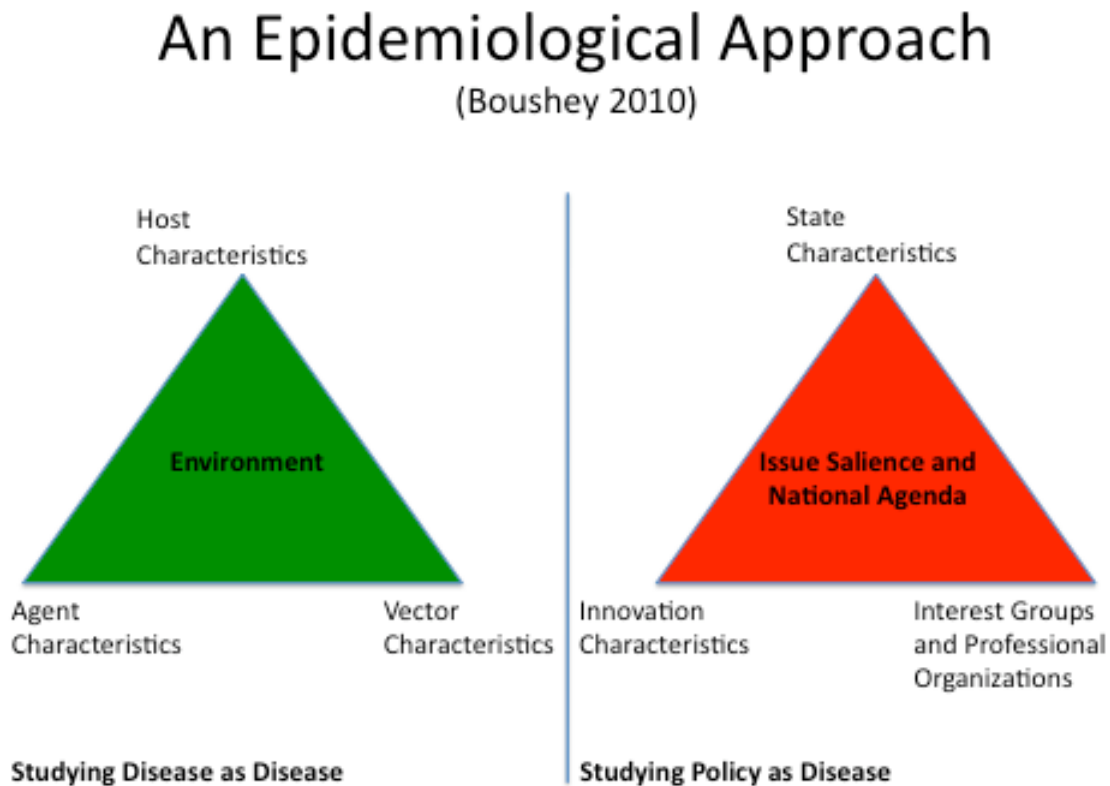 An Epidemiological Approach
(Boushey 2010)
Host
Characteristics
Environment
Agent
Characteristics
Vector
Characteristics
Studying Disease as Disease
State
Characteristics
Issue Salience and
National Agenda
Innovation
Characteristics
Interest Groups
and Professional
Organizations
Studying Policy as Disease